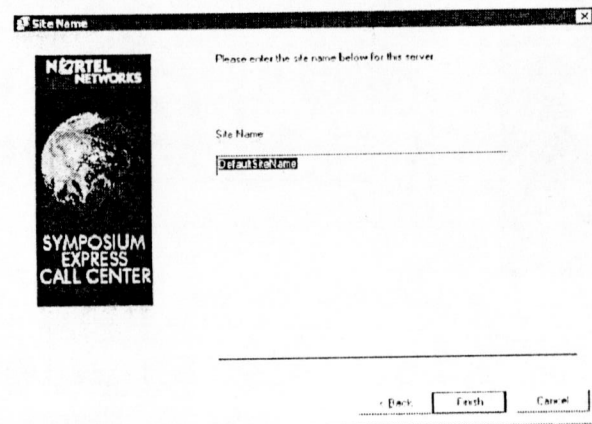 Site Name
NORTEL
NETWORKS
SYMPOSIUM
EXPRESS
CALL CENTER
Please enter the site name below for this server
Site Name
DefaultSiteName
< Back
Finish
Cancel